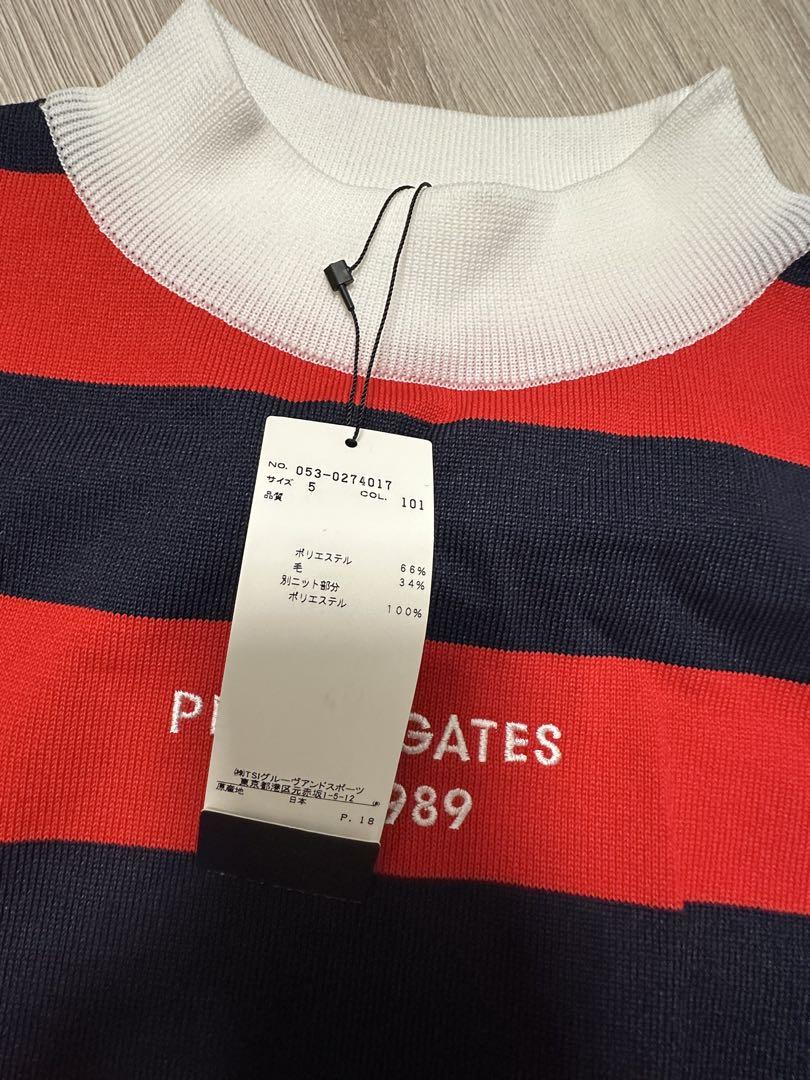 NO. 053-0274017
サイズ 5 COL. 101
品質
ポリエステル 66%
毛 34%
別ニット部分
ポリエステル 100%
GATES
989
(株)TSIグルーヴアンドスポーツ
東京都港区元赤坂1-5-12
原産地 日本
P. 18